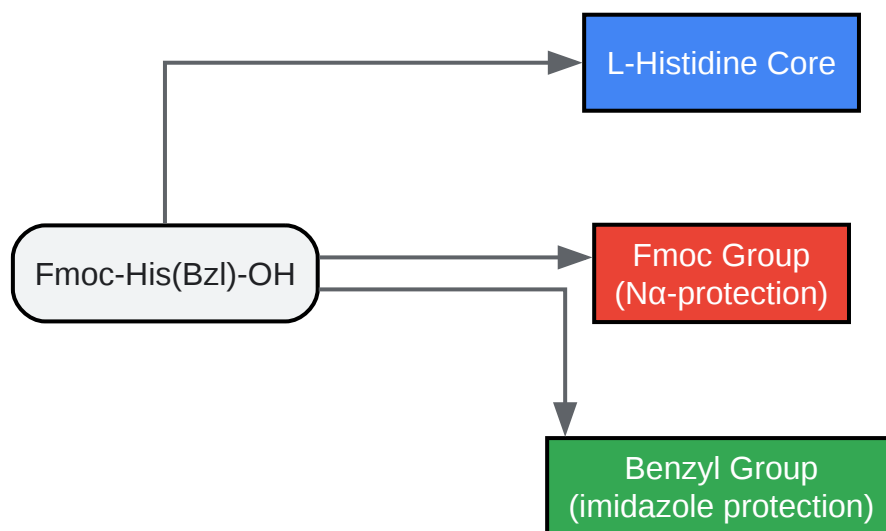 L-Histidine Core
Fmoc-His(Bzl)-OH
Fmoc Group
(Nα-protection)
Benzyl Group
(imidazole protection)